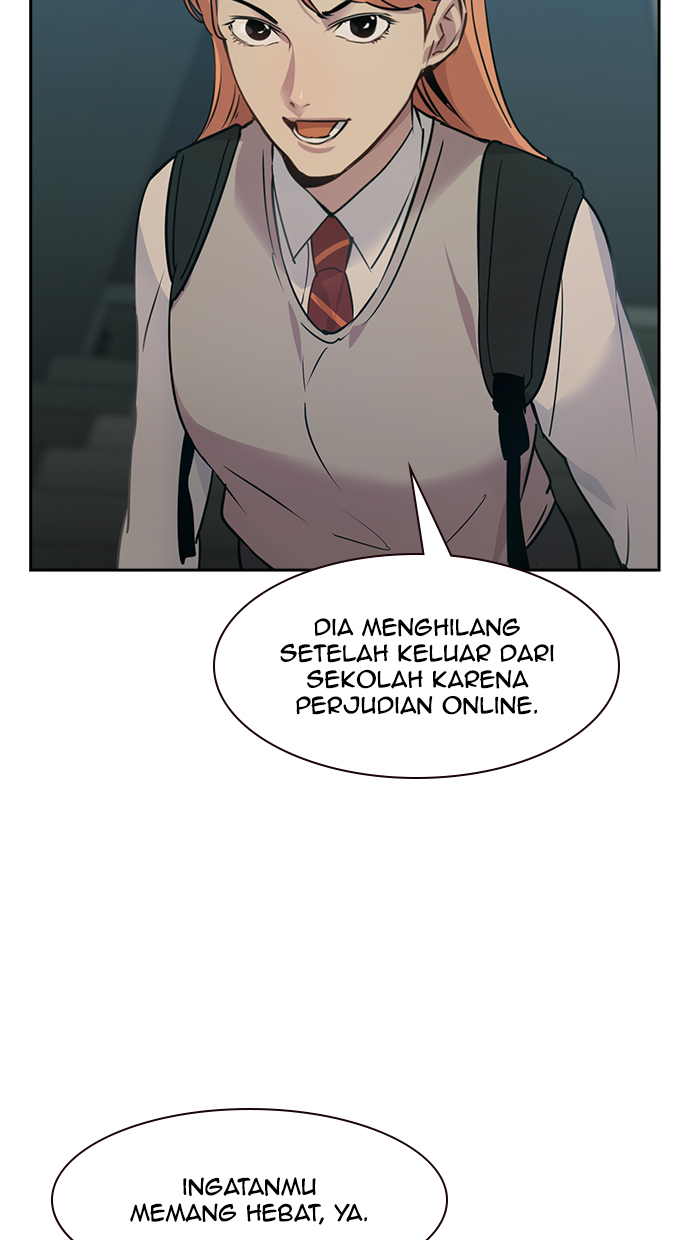 DIA MENGHILANG
SETELAH KELUAR DARI
SEKOLAH KARENA
PERJUDIAN ONLINE.
INGATANMU
MEMANG HEBAT, YA.